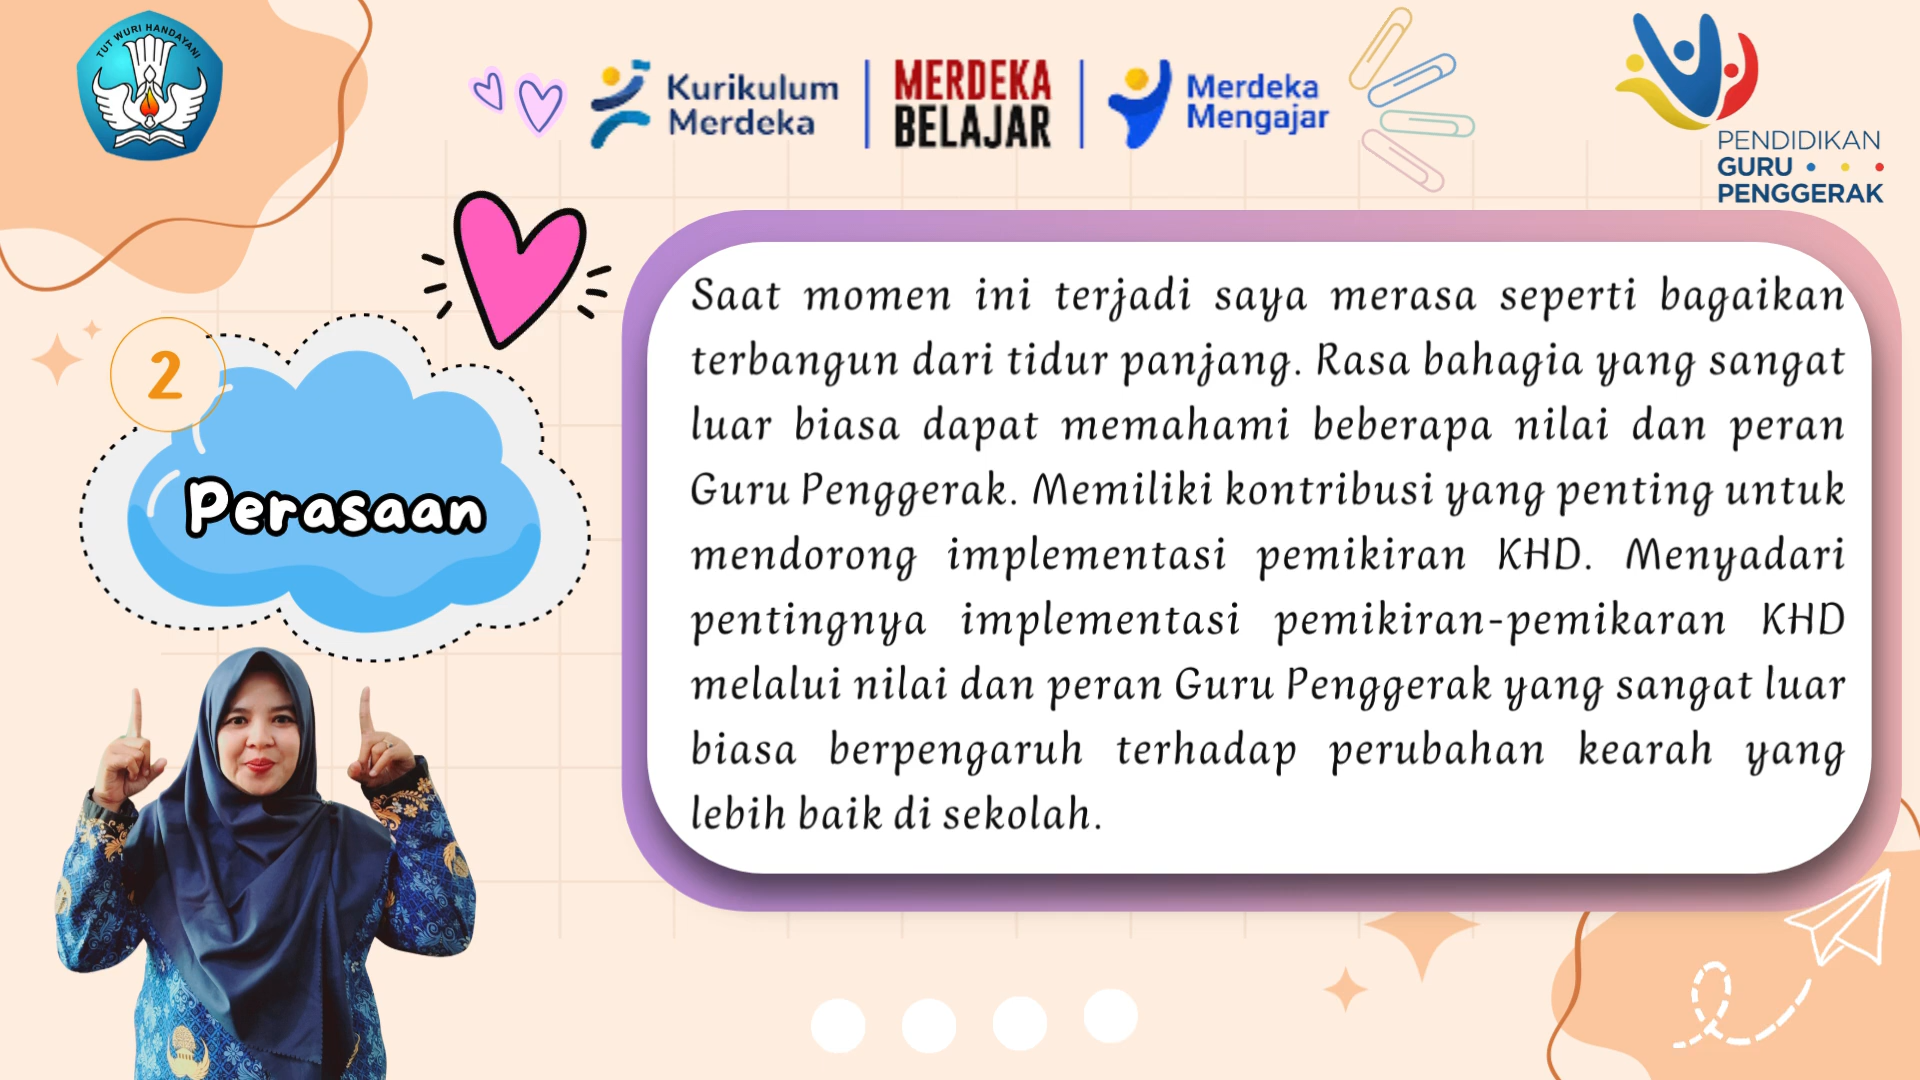 TUT WURI HANDAYANI
Kurikulum
Merdeka
MERDEKA
BELAJAR
Merdeka
Mengajar
PENDIDIKAN
GURU
PENGGERAK
2
Perasaan
Saat momen ini terjadi saya merasa seperti bagaikan
terbangun dari tidur panjang. Rasa bahagia yang sangat
luar biasa dapat memahami beberapa nilai dan peran
Guru Penggerak. Memiliki kontribusi yang penting untuk
mendorong implementasi pemikiran KHD. Menyadari
pentingnya implementasi pemikiran-pemikaran KHD
melalui nilai dan peran Guru Penggerak yang sangat luar
biasa berpengaruh terhadap perubahan kearah yang
lebih baik di sekolah.